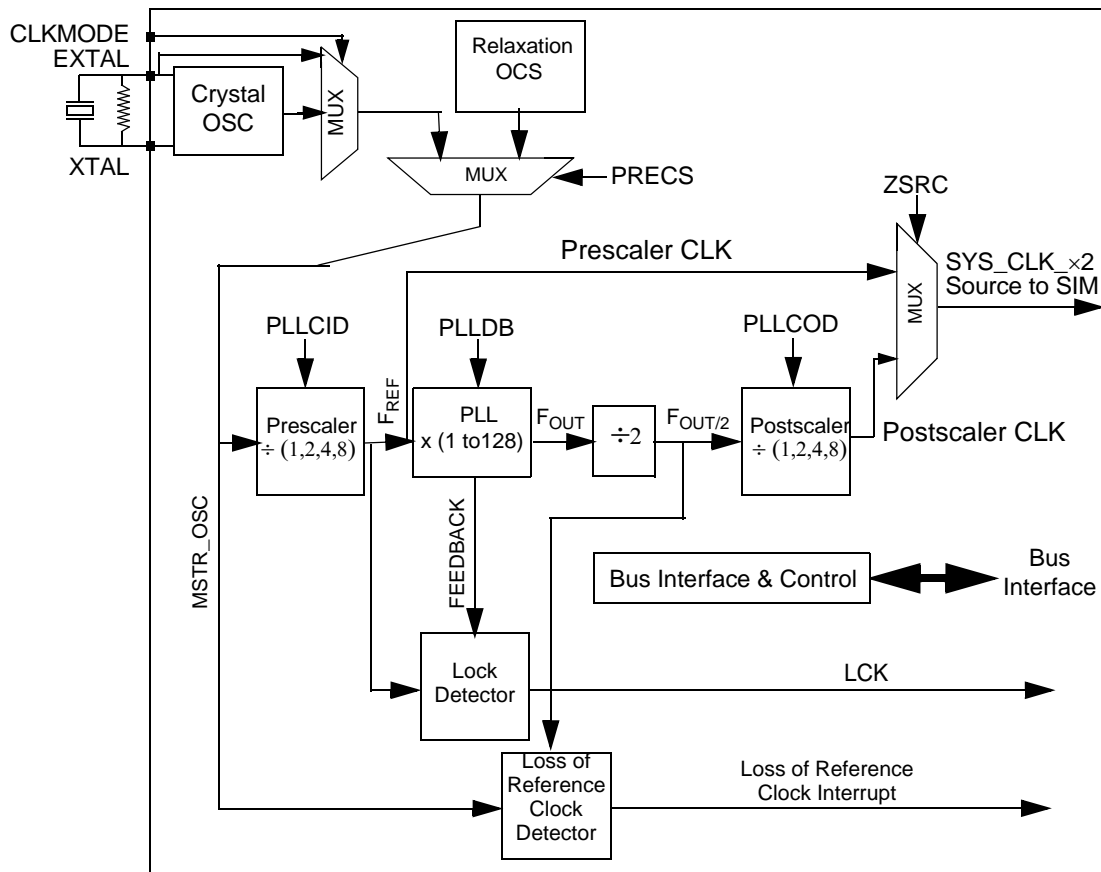 CLKMODE
EXTAL
XTAL
Crystal
OSC
MUX
Relaxation
OCS
MUX
PRECS
ZSRC
Prescaler CLK
MUX
SYS_CLK_×2
Source to SIM
PLLCID
PLLDB
PLLCOD
Prescaler
÷ (1,2,4,8)
FREF
PLL
x (1 to128)
FOUT
÷2
FOUT/2
Postscaler
÷ (1,2,4,8)
Postscaler CLK
MSTR_OSC
FEEDBACK
Bus Interface & Control
Bus
Interface
Lock
Detector
LCK
Loss of
Reference
Clock
Detector
Loss of Reference
Clock Interrupt